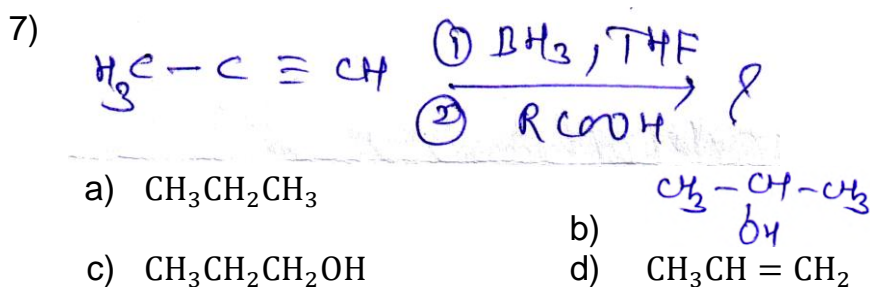 7)
H₃C – C ≡ CH ① BH₃, THF ② RCOOH ?
a) CH₃CH₂CH₃
b) CH₃ – CH – CH₃
OH
c) CH₃CH₂CH₂OH
d) CH₃CH = CH₂